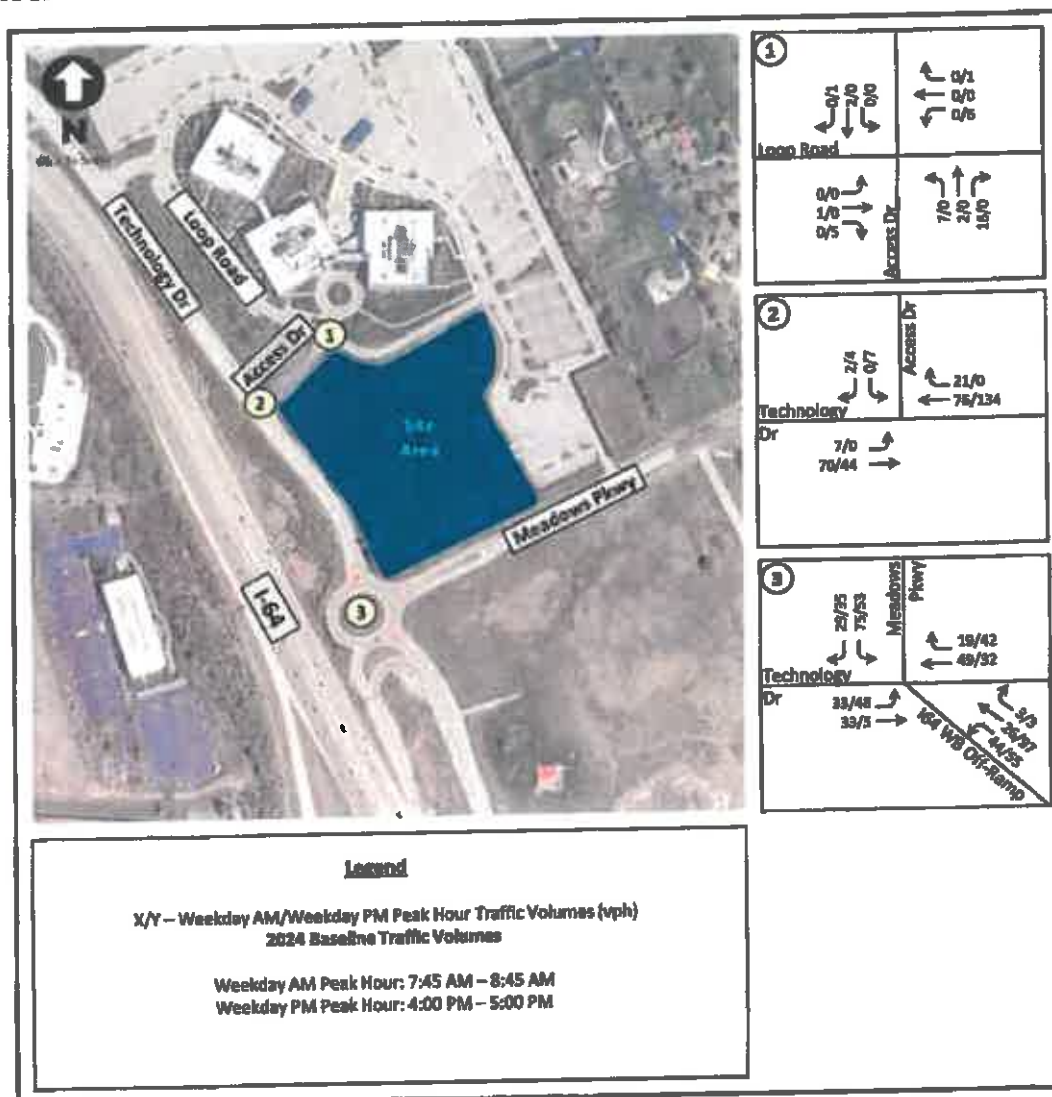 N
Technology Dr
Loop Road
Access Dr
1
2
Site
Area
Meadows Pkwy
I-64
3
1
0/1
2/0
0/0
0/1
0/0
Loop Road
0/0
1/0
0/5
Access Dr
7/0
2/0
2
2/4
0/7
Access Dr
21/0
76/134
Technology
Dr
7/0
70/44
3
29/35
75/53
Meadows
Pkwy
19/42
49/32
Technology
Dr
33/48
33/5
3/3
44/55
I64 WB Off-Ramp
Legend
X/Y – Weekday AM/Weekday PM Peak Hour Traffic Volumes (vph)
2024 Baseline Traffic Volumes
Weekday AM Peak Hour: 7:45 AM – 8:45 AM
Weekday PM Peak Hour: 4:00 PM – 5:00 PM